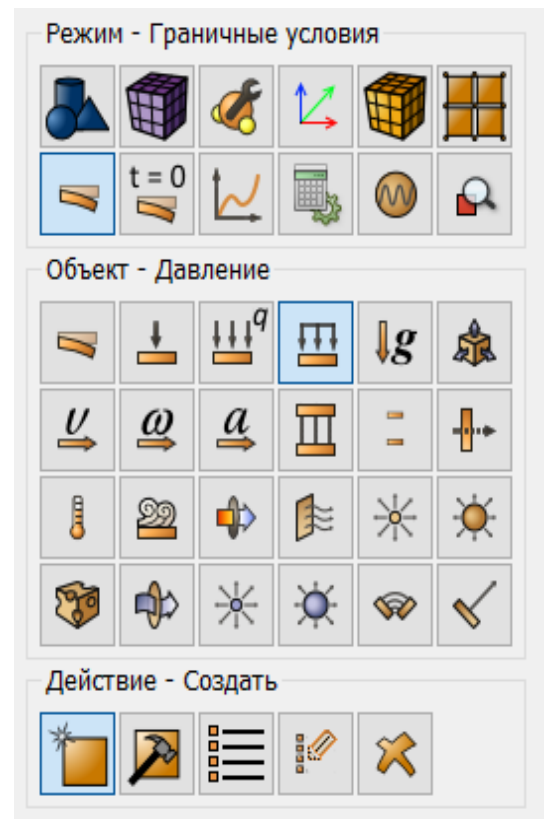 Режим - Граничные условия
t = 0
Объект - Давление
q
g
υ ω a
Действие - Создать